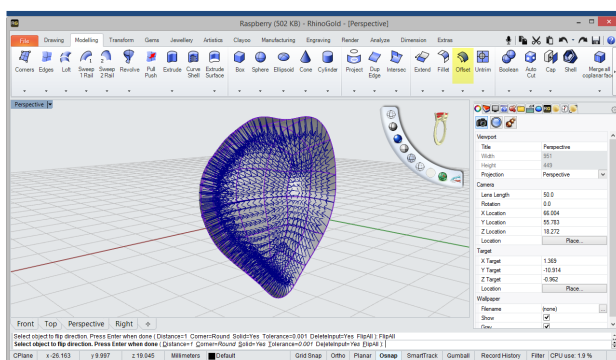 Raspberry (502 KB) - RhinoGold - [Perspective]
File Drawing Modelling Transform Gems Jewellery Artistics Clayoo Manufacturing Engraving Render Analyze Dimension Extras
Corners Edges Loft Sweep 1 Rail Sweep 2 Rails Revolve Pull Push Extrude Curve Shell Extrude Surface Box Sphere Ellipsoid Cone Cylinder Project Dup Edge Intersec Extend Fillet Offset Untrim Boolean Auto Cut Cap Shell Merge all coplanar faces
Perspective
Viewport
Title Perspective
Width 951
Height 449
Projection Perspective
Camera
Lens Length 50.0
Rotation 0.0
X Location 66.004
Y Location 55.783
Z Location 18.272
Location Place...
Target
X Target 1.369
Y Target -10.914
Z Target -0.962
Location Place...
Wallpaper
Filename (none)
Show
Gray
Front Top Perspective Right
Select object to flip direction. Press Enter when done ( Distance=1 Corner=Round Solid=Yes Tolerance=0.001 DeleteInput=Yes FlipAll ): FlipAll
Select object to flip direction. Press Enter when done ( Distance=1 Corner=Round Solid=Yes Tolerance=0.001 DeleteInput=Yes FlipAll ):
CPlane x -26.163 y 9.997 z 19.045 Millimeters Default Grid Snap Ortho Planar Osnap SmartTrack Gumball Record History Filter CPU use: 1.9 %